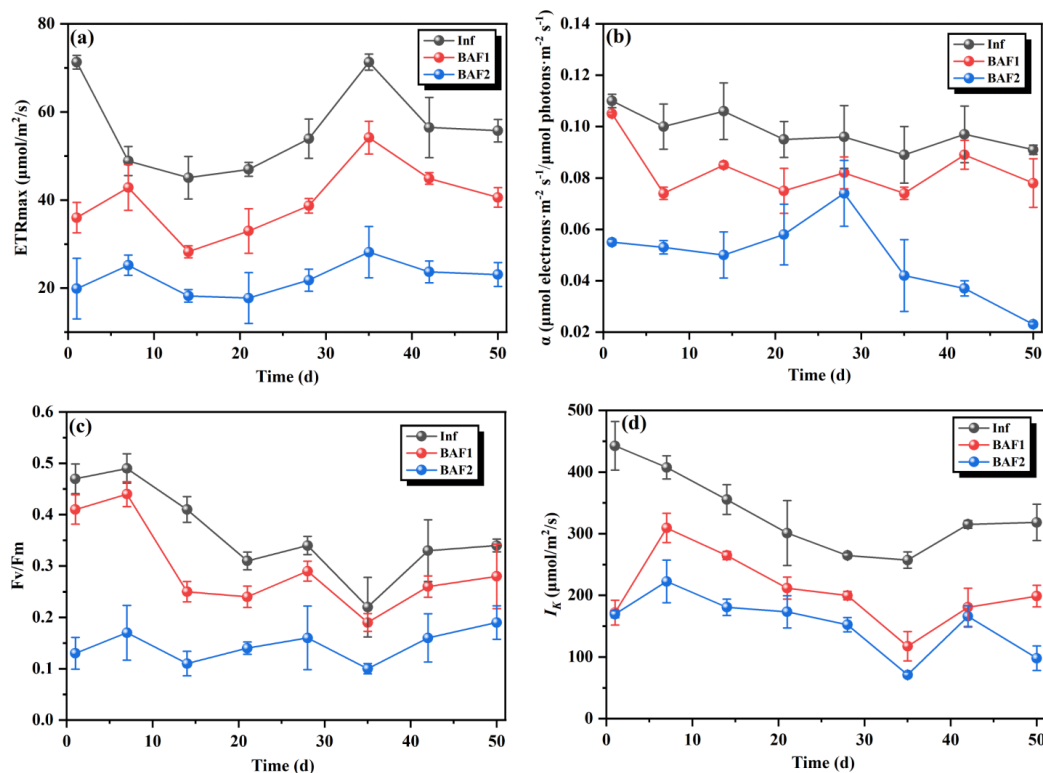 (a)
Inf
BAF1
BAF2
80
60
40
20
0
10
20
30
40
50
ETRmax (μmol/m²/s)
Time (d)
(b)
Inf
BAF1
BAF2
0.14
0.12
0.10
0.08
0.06
0.04
0.02
0
10
20
30
40
50
α (μmol electrons·m⁻² s⁻¹/μmol photons·m⁻² s⁻¹)
Time (d)
(c)
Inf
BAF1
BAF2
0.6
0.5
0.4
0.3
0.2
0.1
0.0
0
10
20
30
40
50
Fv/Fm
Time (d)
(d)
Inf
BAF1
BAF2
500
400
300
200
100
0
0
10
20
30
40
50
I_K (μmol/m²/s)
Time (d)